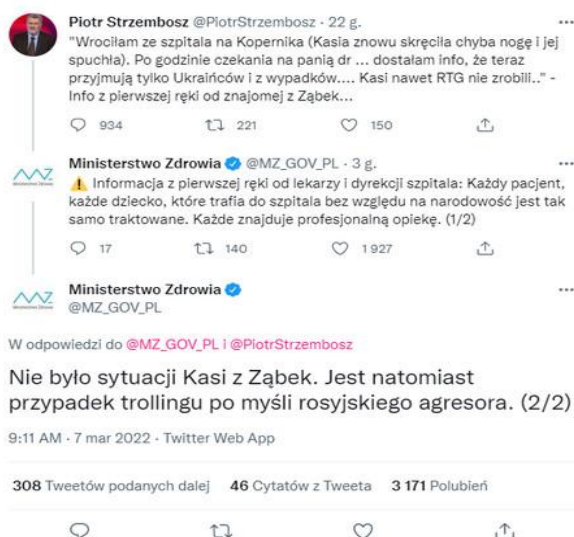 Piotr Strzembosz @PiotrStrzembosz · 22 g.
"Wrociłam ze szpitala na Kopernika (Kasia znowu skręciła chyba nogę i jej
spuchła). Po godzinie czekania na panią dr ... dostałam info, że teraz
przyjmują tylko Ukraińców i z wypadków.... Kasi nawet RTG nie zrobili.." -
Info z pierwszej ręki od znajomej z Ząbek...
934 221 150
Ministerstwo Zdrowia @MZ_GOV_PL · 3 g.
⚠ Informacja z pierwszej ręki od lekarzy i dyrekcji szpitala: Każdy pacjent,
każde dziecko, które trafia do szpitala bez względu na narodowość jest tak
samo traktowane. Każde znajduje profesjonalną opiekę. (1/2)
17 140 1 927
Ministerstwo Zdrowia
@MZ_GOV_PL
W odpowiedzi do @MZ_GOV_PL i @PiotrStrzembosz
Nie było sytuacji Kasi z Ząbek. Jest natomiast
przypadek trollingu po myśli rosyjskiego agresora. (2/2)
9:11 AM · 7 mar 2022 · Twitter Web App
308 Tweetów podanych dalej 46 Cytatów z Tweeta 3 171 Polubień